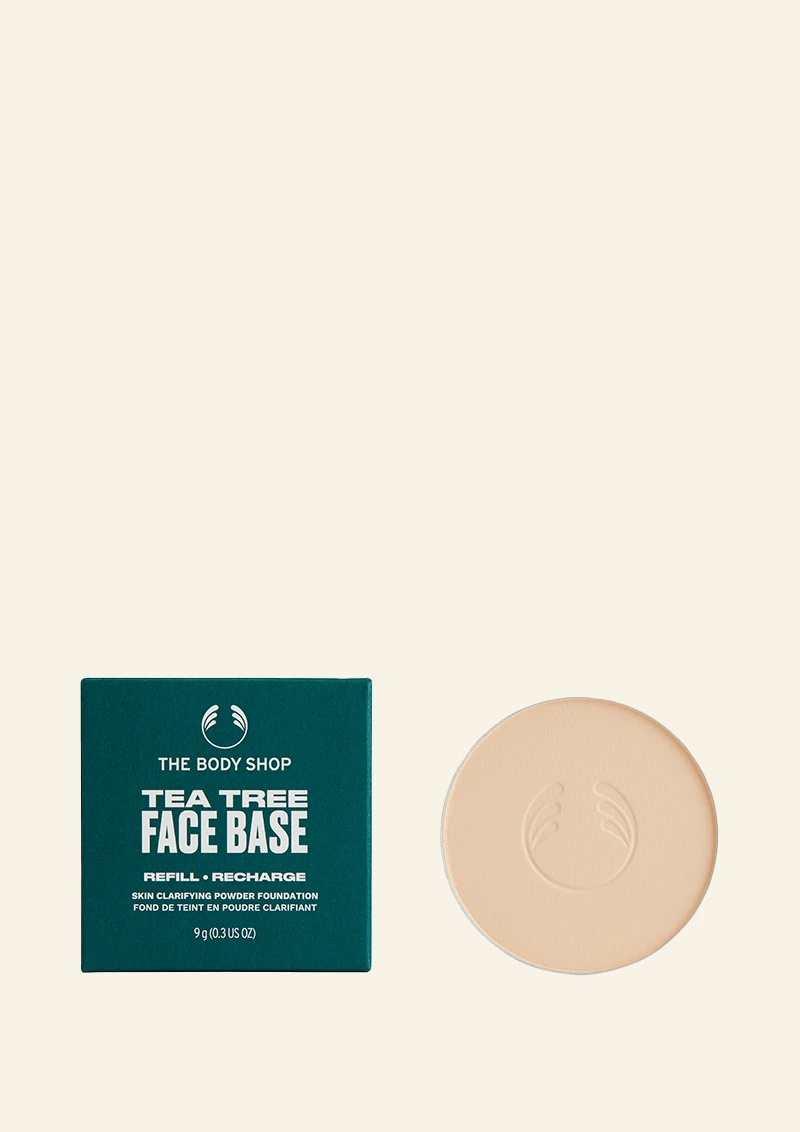 THE BODY SHOP
TEA TREE
FACE BASE
REFILL • RECHARGE
SKIN CLARIFYING POWDER FOUNDATION
FOND DE TEINT EN POUDRE CLARIFIANT
9 g (0.3 US OZ)